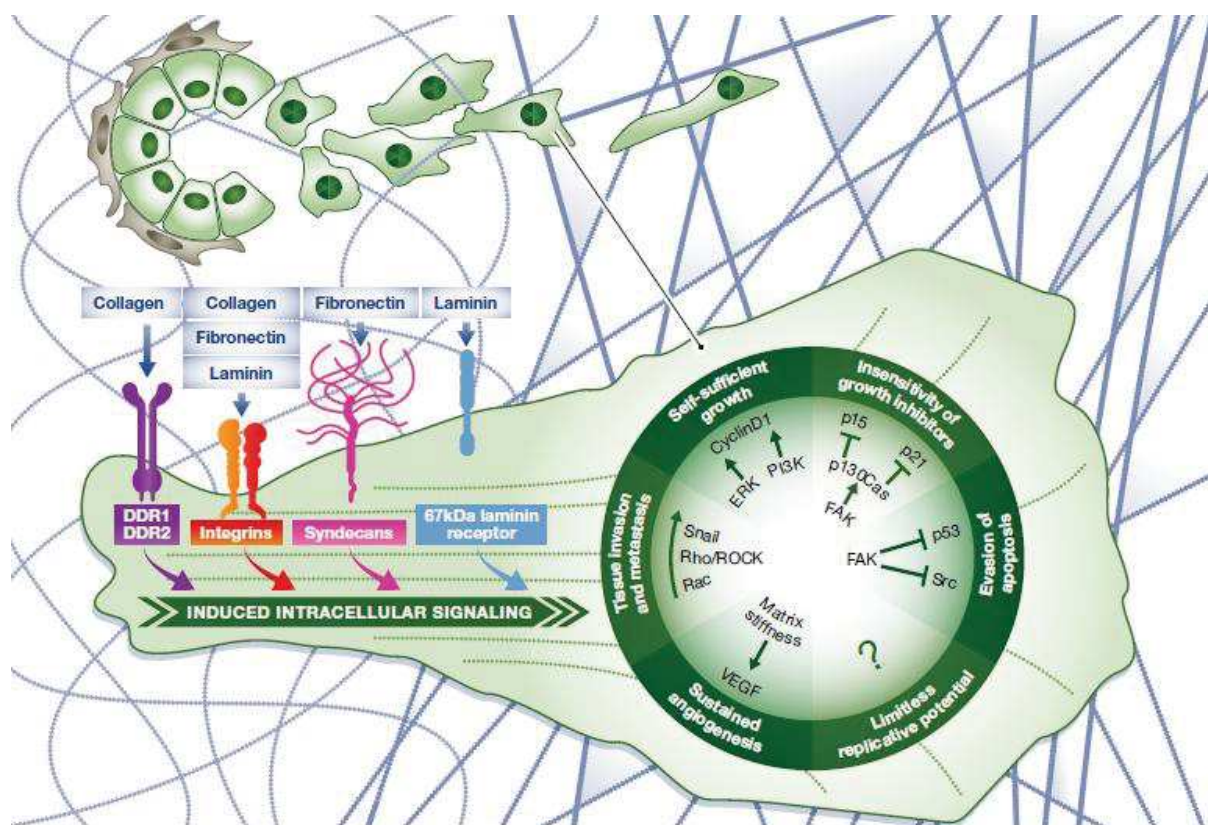 Collagen
Collagen
Fibronectin
Laminin
Fibronectin
Laminin
DDR1
DDR2
Integrins
Syndecans
67kDa laminin
receptor
INDUCED INTRACELLULAR SIGNALING
Self-sufficient
growth
CyclinD1
ERK
PI3K
Insensitivity of
growth inhibitors
p15
p21
p130Cas
FAK
Evasion of
apoptosis
FAK
p53
Src
Limitless
replicative potential
?
Sustained
angiogenesis
Matrix
stiffness
VEGF
Tissue invasion
and metastasis
Snail
Rho/ROCK
Rac